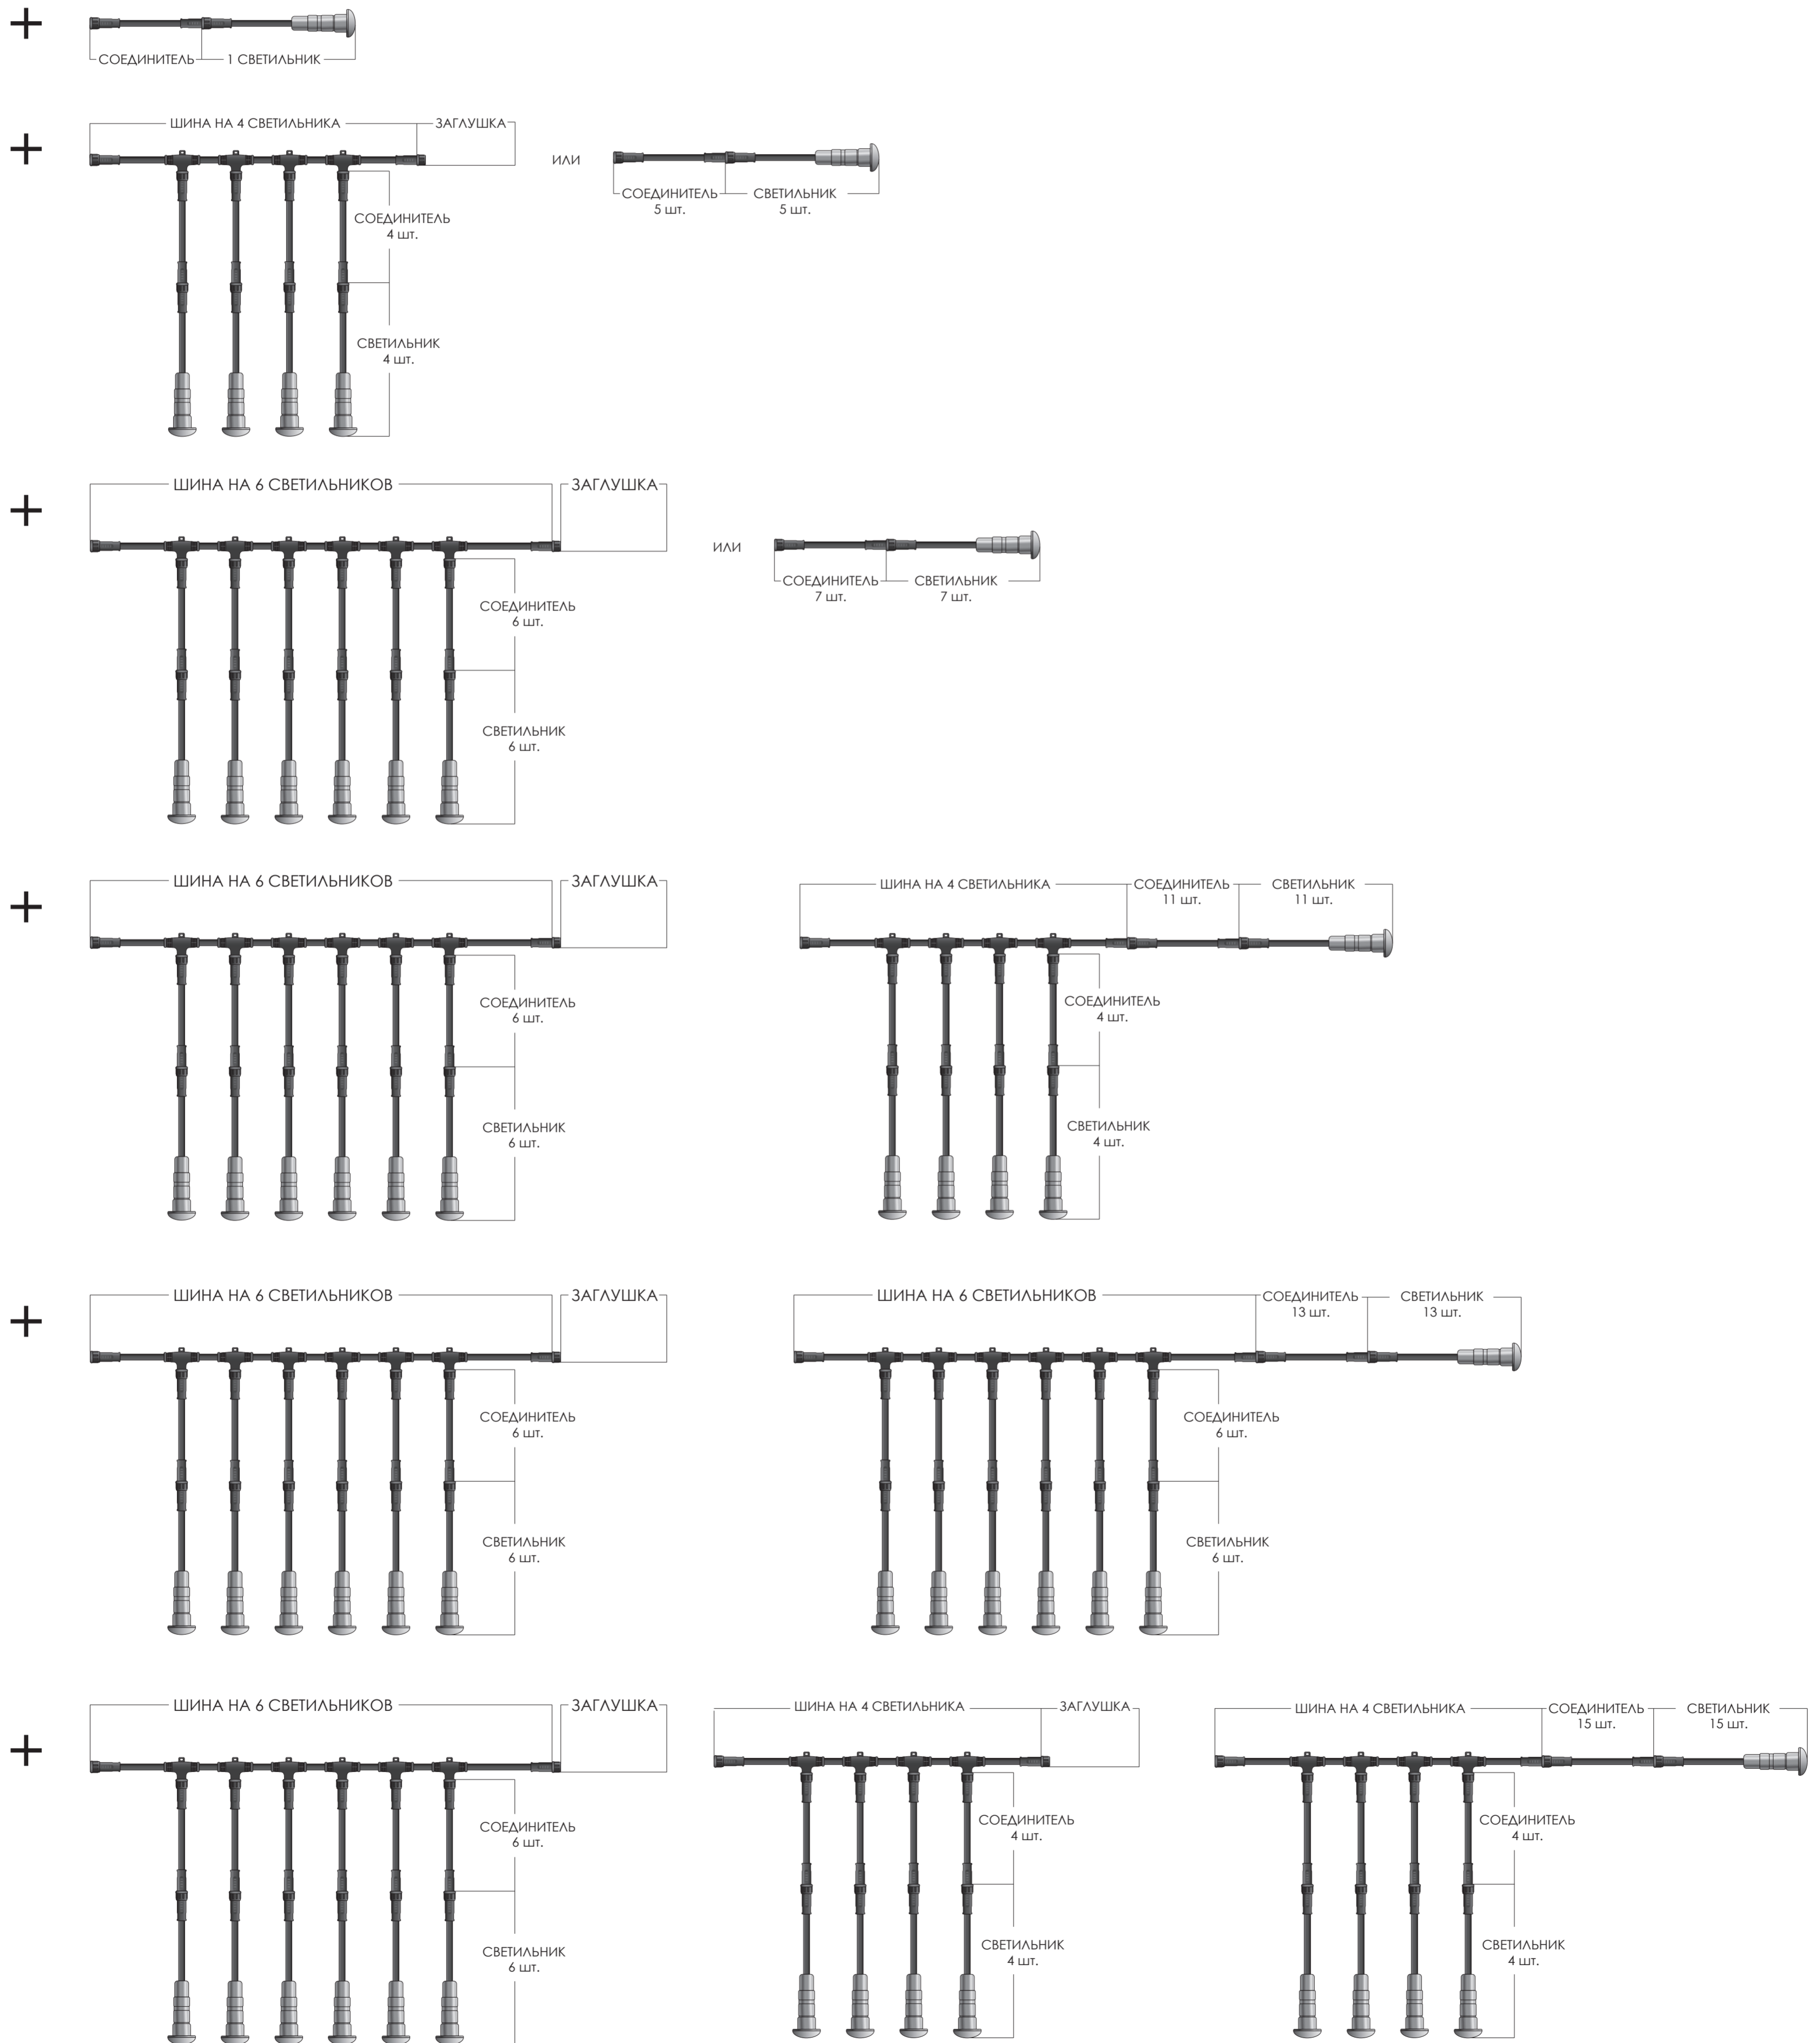 СОЕДИНИТЕЛЬ 1 СВЕТИЛЬНИК
ШИНА НА 4 СВЕТИЛЬНИКА ЗАГЛУШКА
ИЛИ
СОЕДИНИТЕЛЬ
5 шт.
СВЕТИЛЬНИК
5 шт.
СОЕДИНИТЕЛЬ
4 шт.
СВЕТИЛЬНИК
4 шт.
ШИНА НА 6 СВЕТИЛЬНИКОВ ЗАГЛУШКА
ИЛИ
СОЕДИНИТЕЛЬ
7 шт.
СВЕТИЛЬНИК
7 шт.
СОЕДИНИТЕЛЬ
6 шт.
СВЕТИЛЬНИК
6 шт.
ШИНА НА 6 СВЕТИЛЬНИКОВ ЗАГЛУШКА
СОЕДИНИТЕЛЬ
6 шт.
СВЕТИЛЬНИК
6 шт.
ШИНА НА 4 СВЕТИЛЬНИКА
СОЕДИНИТЕЛЬ
11 шт.
СВЕТИЛЬНИК
11 шт.
СОЕДИНИТЕЛЬ
4 шт.
СВЕТИЛЬНИК
4 шт.
ШИНА НА 6 СВЕТИЛЬНИКОВ ЗАГЛУШКА
СОЕДИНИТЕЛЬ
6 шт.
СВЕТИЛЬНИК
6 шт.
ШИНА НА 6 СВЕТИЛЬНИКОВ
СОЕДИНИТЕЛЬ
13 шт.
СВЕТИЛЬНИК
13 шт.
СОЕДИНИТЕЛЬ
6 шт.
СВЕТИЛЬНИК
6 шт.
ШИНА НА 6 СВЕТИЛЬНИКОВ ЗАГЛУШКА
СОЕДИНИТЕЛЬ
6 шт.
СВЕТИЛЬНИК
6 шт.
ШИНА НА 4 СВЕТИЛЬНИКА ЗАГЛУШКА
СОЕДИНИТЕЛЬ
4 шт.
СВЕТИЛЬНИК
4 шт.
ШИНА НА 4 СВЕТИЛЬНИКА
СОЕДИНИТЕЛЬ
15 шт.
СВЕТИЛЬНИК
15 шт.
СОЕДИНИТЕЛЬ
4 шт.
СВЕТИЛЬНИК
4 шт.